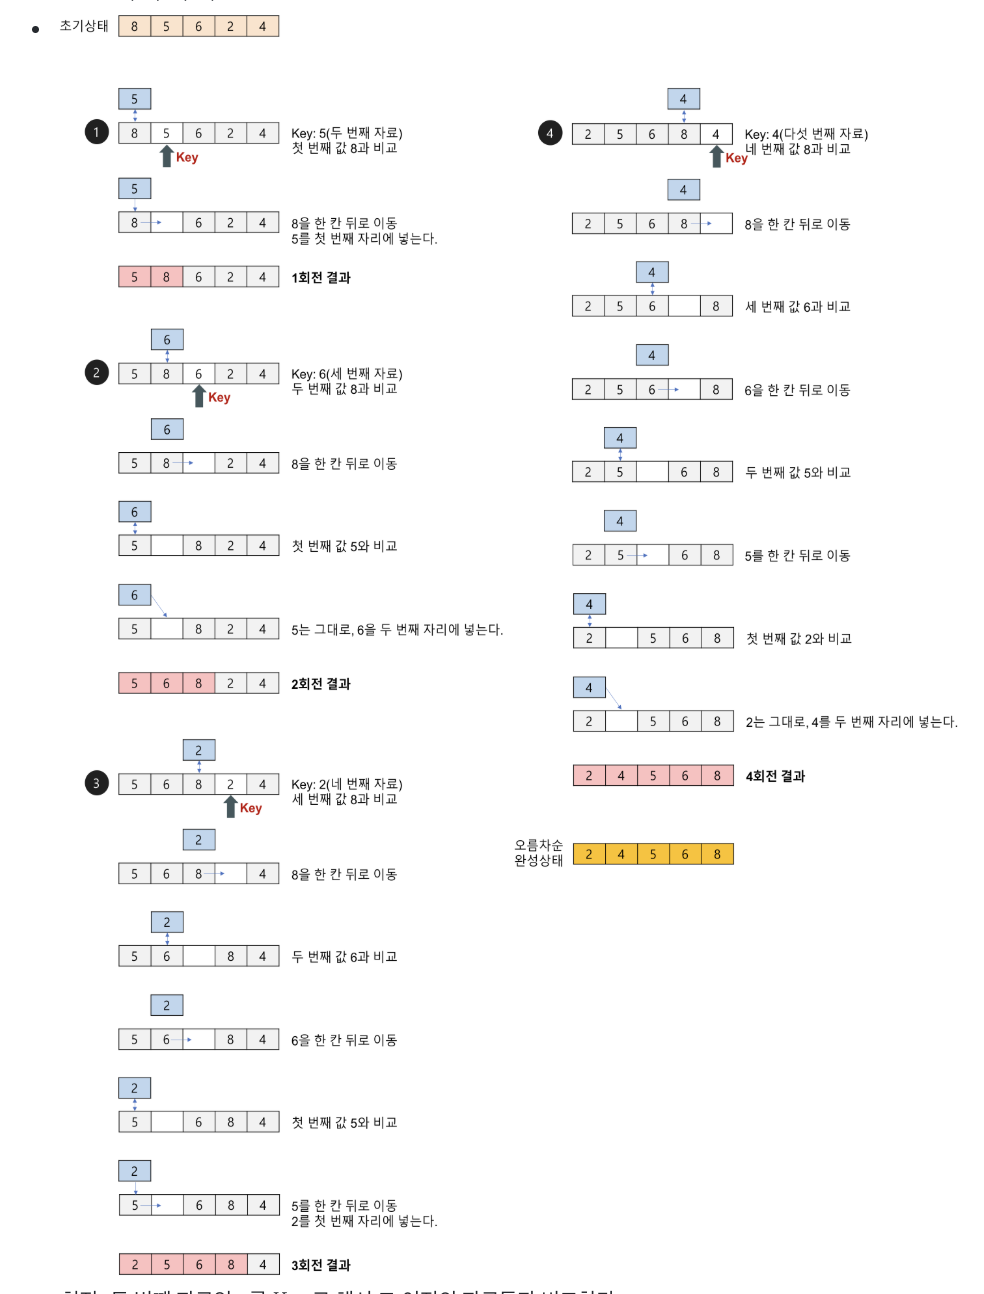 초기상태 8 5 6 2 4
5
1 8 5 6 2 4 Key: 5(두 번째 자료)
첫 번째 값 8과 비교
Key
5
8 6 2 4 8을 한 칸 뒤로 이동
5를 첫 번째 자리에 넣는다.
5 8 6 2 4 1회전 결과
6
2 5 8 6 2 4 Key: 6(세 번째 자료)
두 번째 값 8과 비교
Key
6
5 8 2 4 8을 한 칸 뒤로 이동
6
5 8 2 4 첫 번째 값 5와 비교
6
5 8 2 4 5는 그대로, 6을 두 번째 자리에 넣는다.
5 6 8 2 4 2회전 결과
2
3 5 6 8 2 4 Key: 2(네 번째 자료)
세 번째 값 8과 비교
Key
2
5 6 8 4 8을 한 칸 뒤로 이동
2
5 6 8 4 두 번째 값 6과 비교
2
5 6 8 4 6을 한 칸 뒤로 이동
2
5 6 8 4 첫 번째 값 5와 비교
2
5 6 8 4 5를 한 칸 뒤로 이동
2를 첫 번째 자리에 넣는다.
2 5 6 8 4 3회전 결과
4
4 2 5 6 8 4 Key: 4(다섯 번째 자료)
네 번째 값 8과 비교
Key
4
2 5 6 8 8을 한 칸 뒤로 이동
4
2 5 6 8 세 번째 값 6과 비교
4
2 5 6 8 6을 한 칸 뒤로 이동
4
2 5 6 8 두 번째 값 5와 비교
4
2 5 6 8 5를 한 칸 뒤로 이동
4
2 5 6 8 첫 번째 값 2와 비교
4
2 5 6 8 2는 그대로, 4를 두 번째 자리에 넣는다.
2 4 5 6 8 4회전 결과
오름차순
완성상태 2 4 5 6 8